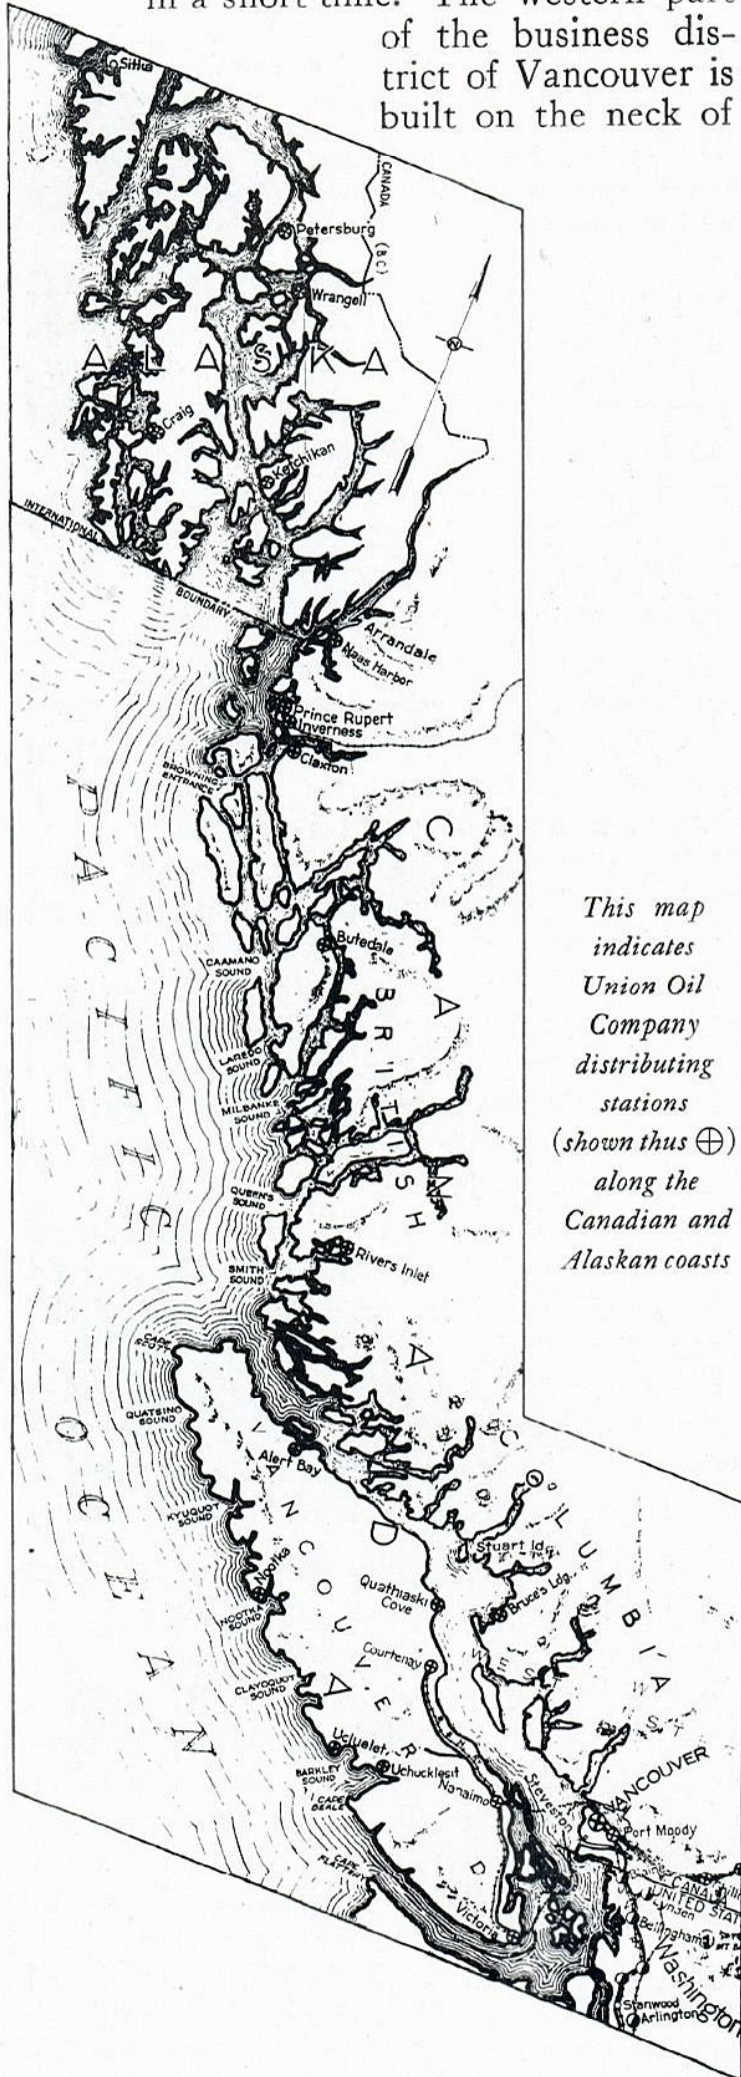 in a short time. The western part
of the business dis-
trict of Vancouver is
built on the neck of
Sitka
CANADA
(B C)
Petersburg
Wrangell
N
ALASKA
Craig
Ketchikan
INTERNATIONAL
BOUNDARY
Arrandale
Naas Harbor
Prince Rupert
Inverness
Claxton
BROWNING
ENTRANCE
PACIFIC OCEAN
CANADA
BRITISH COLUMBIA
Butedale
CAAMANO
SOUND
LAREDO
SOUND
MILBANKE
SOUND
QUEEN'S
SOUND
Rivers Inlet
SMITH
SOUND
This map
indicates
Union Oil
Company
distributing
stations
(shown thus ⊕)
along the
Canadian and
Alaskan coasts
CAPE
SCOTT
QUATSINO
SOUND
VANCOUVER ID
Alert Bay
KYUQUOT
SOUND
Stuart Id.
Nootka
NOOTKA
SOUND
Quathiaski
Cove
Bruce's Ldg.
Courtenay
CLAYOQUOT
SOUND
Ucluelet
Uchucklesit
BARKLEY
SOUND
CAPE
BEALE
Nanaimo
Steveston
VANCOUVER
Port Moody
CAPE
FLATTERY
CANADA
UNITED STAT
Lynden
Bellingham
Victoria
Washington
Stanwood
Arlington